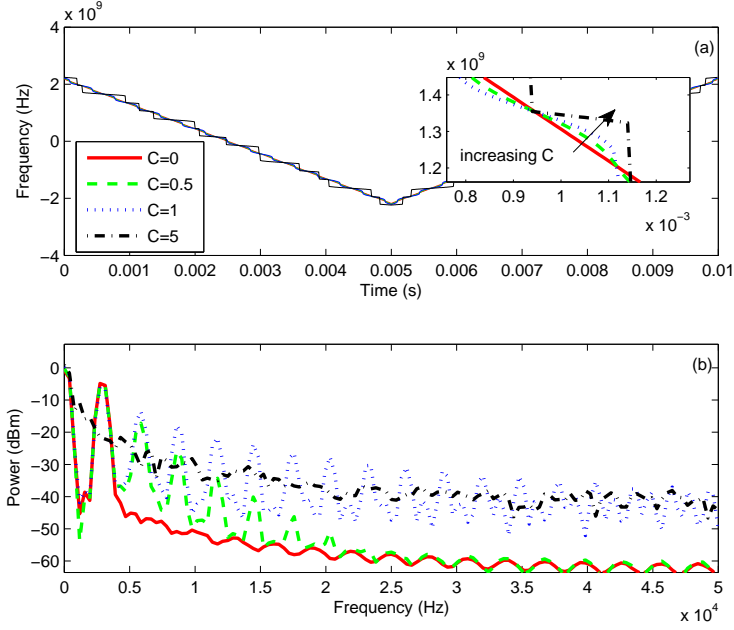 x 10^9
(a)
4
2
0
−2
−4
Frequency (Hz)
0
0.001
0.002
0.003
0.004
0.005
0.006
0.007
0.008
0.009
0.01
Time (s)
C=0
C=0.5
C=1
C=5
x 10^9
1.4
1.3
1.2
increasing C
0.8
0.9
1
1.1
1.2
x 10^-3
(b)
0
−10
−20
−30
−40
−50
−60
Power (dBm)
0
0.5
1
1.5
2
2.5
3
3.5
4
4.5
5
Frequency (Hz)
x 10^4